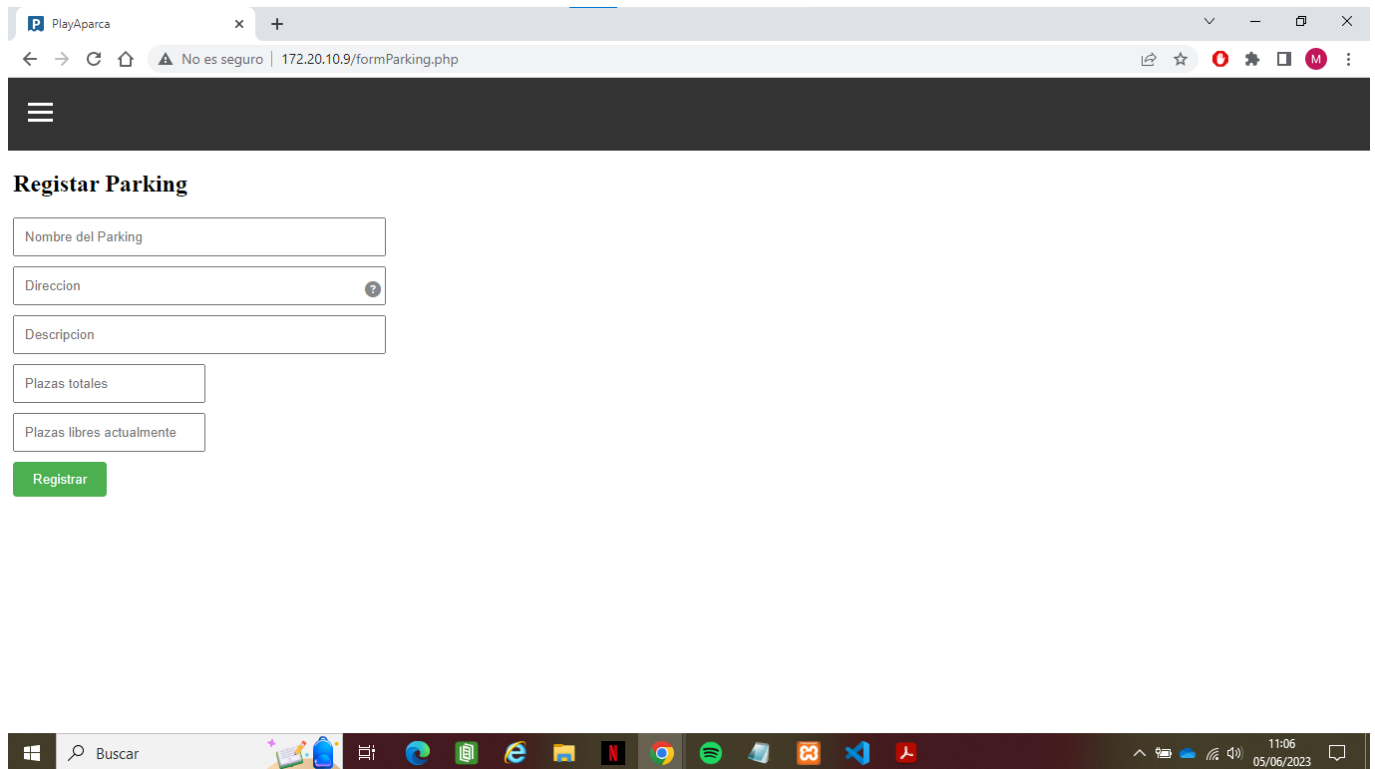 PlayAparca
No es seguro | 172.20.10.9/formParking.php
M
Registar Parking
Nombre del Parking
Direccion
?
Descripcion
Plazas totales
Plazas libres actualmente
Registrar
Buscar
11:06
05/06/2023